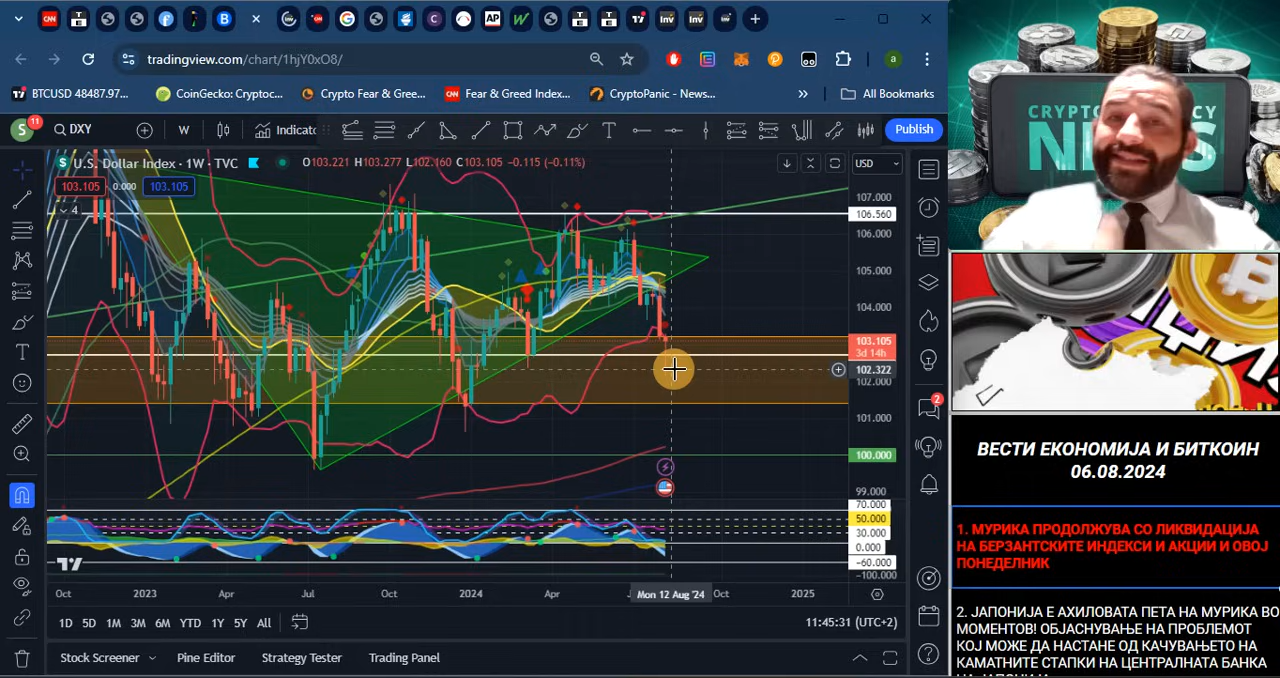 tradingview.com/chart/1hjY0xO8/
BTCUSD 48487.97...
CoinGecko: Cryptoc...
Crypto Fear & Gree...
Fear & Greed Index...
CryptoPanic - News...
»
All Bookmarks
S 11
DXY
W
Indicato
Publish
U.S. Dollar Index · 1W · TVC
O103.221 H103.277 L102.160 C103.105 -0.115 (-0.11%)
USD
103.105 0.000 103.105
4
107.000
106.560
106.000
105.000
104.000
103.105
3d 14h
102.322
102.000
101.000
100.000
99.000
70.000
50.000
30.000
0.000
-60.000
-100.000
Oct 2023 Apr Jul Oct 2024 Apr Mon 12 Aug '24 Oct 2025
1D 5D 1M 3M 6M YTD 1Y 5Y All
11:45:31 (UTC+2)
Stock Screener Pine Editor Strategy Tester Trading Panel
2
CRYPTOCURRENCY
NEWS
ВЕСТИ ЕКОНОМИЈА И БИТКОИН
06.08.2024
1. МУРИКА ПРОДОЛЖУВА СО ЛИКВИДАЦИЈА
НА БЕРЗАНТСКИТЕ ИНДЕКСИ И АКЦИИ И ОВОЈ
ПОНЕДЕЛНИК
2. ЈАПОНИЈА Е АХИЛОВАТА ПЕТА НА МУРИКА ВО
МОМЕНТОВ! ОБЈАСНУВАЊЕ НА ПРОБЛЕМОТ
КОЈ МОЖЕ ДА НАСТАНЕ ОД КАЧУВАЊЕТО НА
КАМАТНИТЕ СТАПКИ НА ЦЕНТРАЛНАТА БАНКА